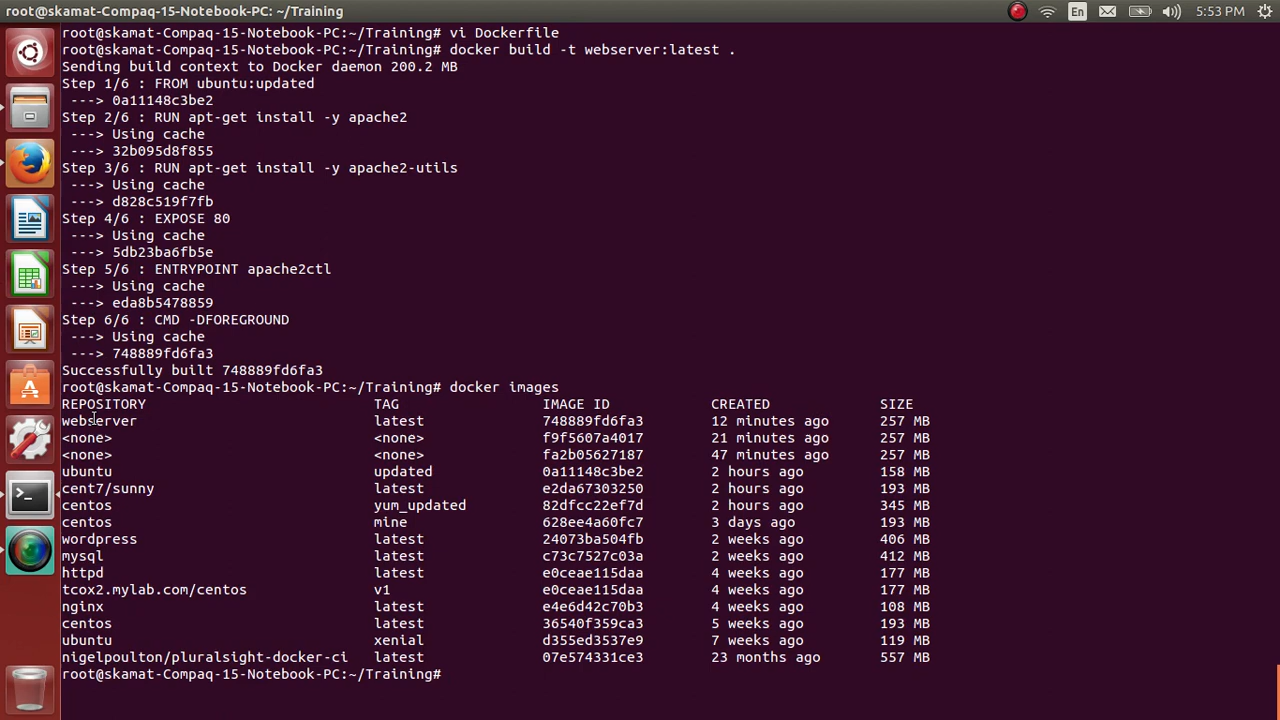 root@skamat-Compaq-15-Notebook-PC: ~/Training
En
5:53 PM
root@skamat-Compaq-15-Notebook-PC:~/Training# vi Dockerfile
root@skamat-Compaq-15-Notebook-PC:~/Training# docker build -t webserver:latest .
Sending build context to Docker daemon 200.2 MB
Step 1/6 : FROM ubuntu:updated
---> 0a11148c3be2
Step 2/6 : RUN apt-get install -y apache2
---> Using cache
---> 32b095d8f855
Step 3/6 : RUN apt-get install -y apache2-utils
---> Using cache
---> d828c519f7fb
Step 4/6 : EXPOSE 80
---> Using cache
---> 5db23ba6fb5e
Step 5/6 : ENTRYPOINT apache2ctl
---> Using cache
---> eda8b5478859
Step 6/6 : CMD -DFOREGROUND
---> Using cache
---> 748889fd6fa3
Successfully built 748889fd6fa3
root@skamat-Compaq-15-Notebook-PC:~/Training# docker images
REPOSITORY TAG IMAGE ID CREATED SIZE
webserver latest 748889fd6fa3 12 minutes ago 257 MB
<none> <none> f9f5607a4017 21 minutes ago 257 MB
<none> <none> fa2b05627187 47 minutes ago 257 MB
ubuntu updated 0a11148c3be2 2 hours ago 158 MB
cent7/sunny latest e2da67303250 2 hours ago 193 MB
centos yum_updated 82dfcc22ef7d 2 hours ago 345 MB
centos mine 628ee4a60fc7 3 days ago 193 MB
wordpress latest 24073ba504fb 2 weeks ago 406 MB
mysql latest c73c7527c03a 2 weeks ago 412 MB
httpd latest e0ceae115daa 4 weeks ago 177 MB
tcox2.mylab.com/centos v1 e0ceae115daa 4 weeks ago 177 MB
nginx latest e4e6d42c70b3 4 weeks ago 108 MB
centos latest 36540f359ca3 5 weeks ago 193 MB
ubuntu xenial d355ed3537e9 7 weeks ago 119 MB
nigelpoulton/pluralsight-docker-ci latest 07e574331ce3 23 months ago 557 MB
root@skamat-Compaq-15-Notebook-PC:~/Training#